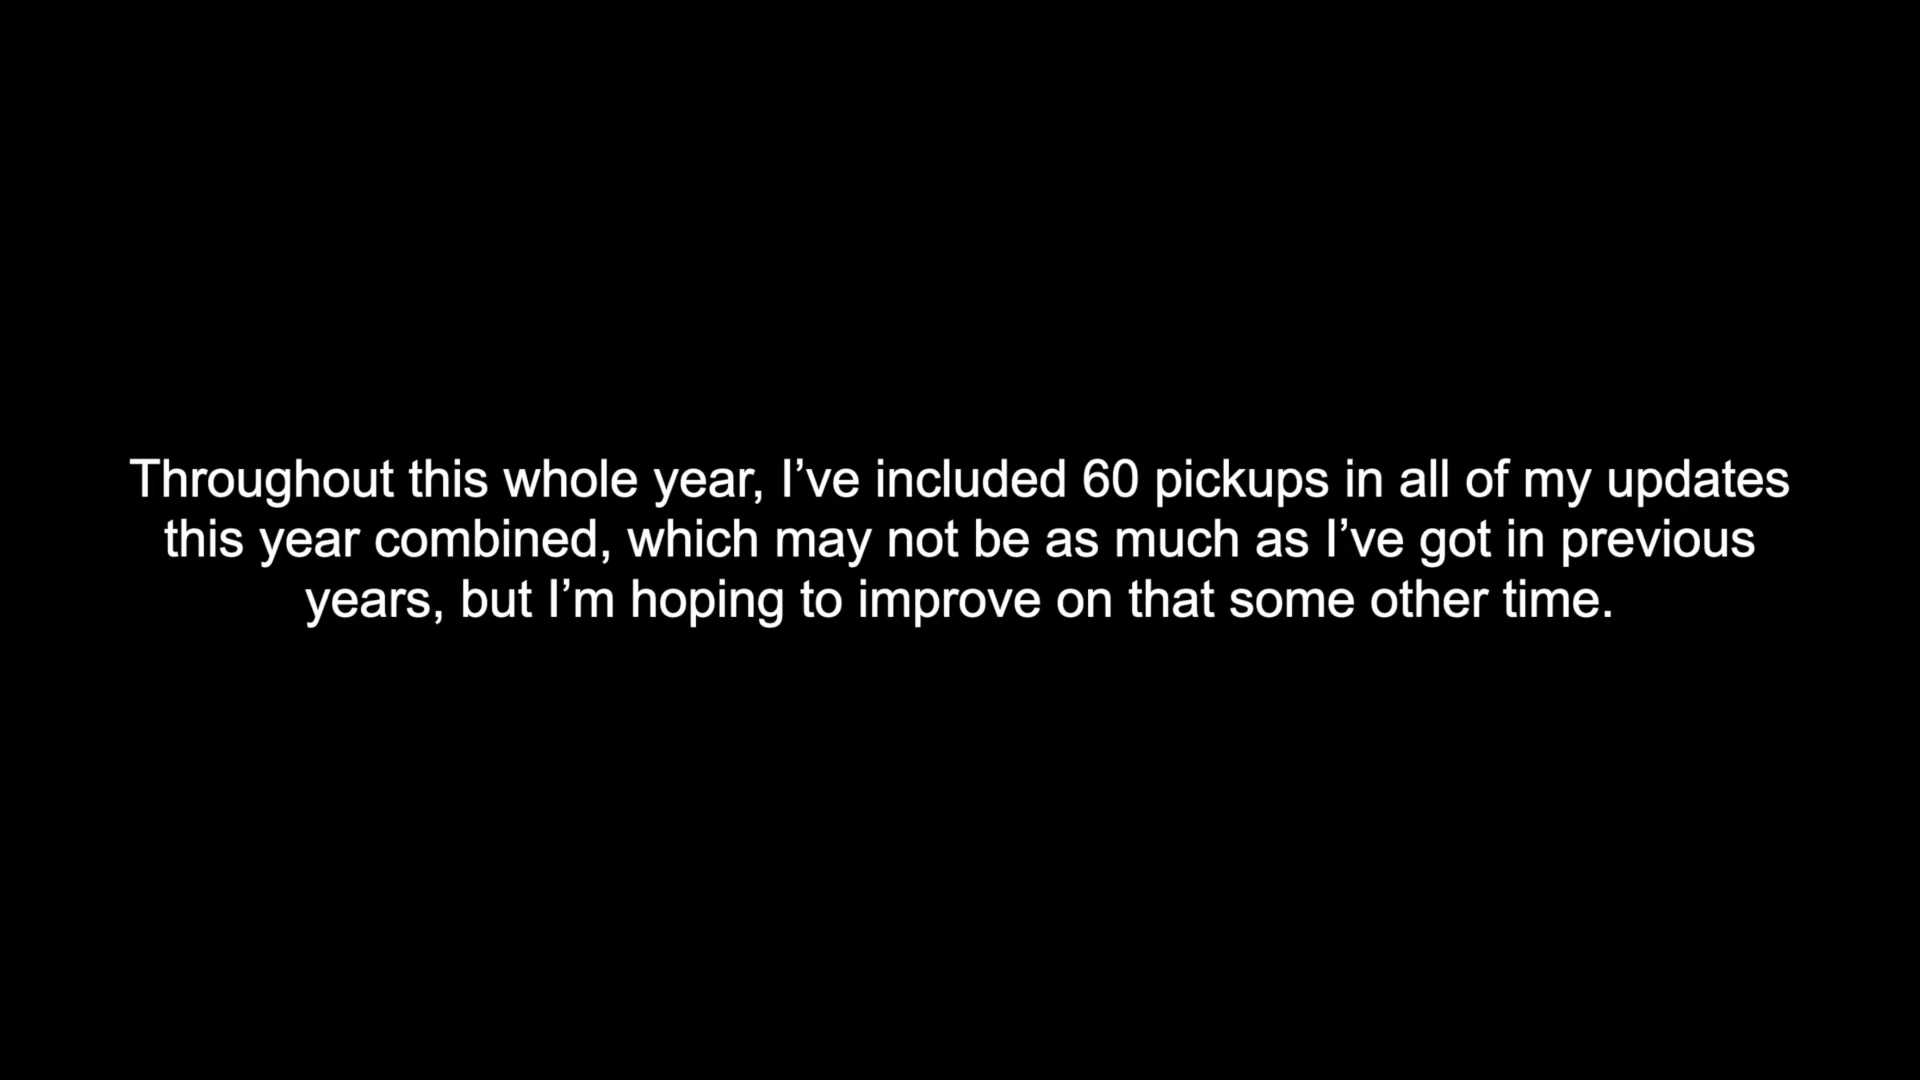 Throughout this whole year, I’ve included 60 pickups in all of my updates
this year combined, which may not be as much as I’ve got in previous
years, but I’m hoping to improve on that some other time.